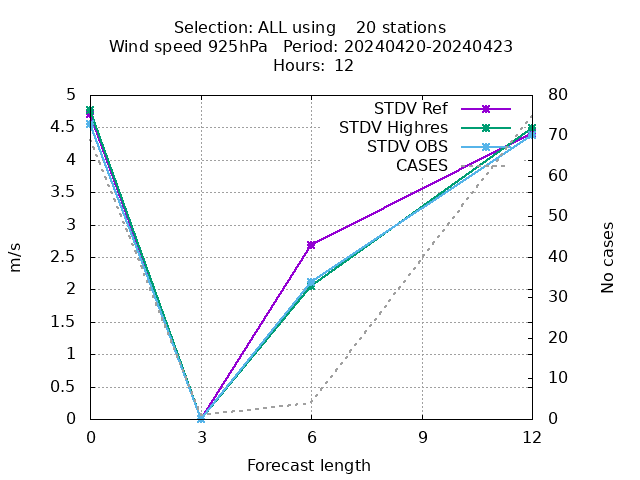 Selection: ALL using    20 stations
Wind speed 925hPa   Period: 20240420-20240423
Hours:  12
STDV Ref
STDV Highres
STDV OBS
CASES
5
4.5
4
3.5
3
2.5
2
1.5
1
0.5
0
m/s
80
70
60
50
40
30
20
10
0
No cases
0 3 6 9 12
Forecast length